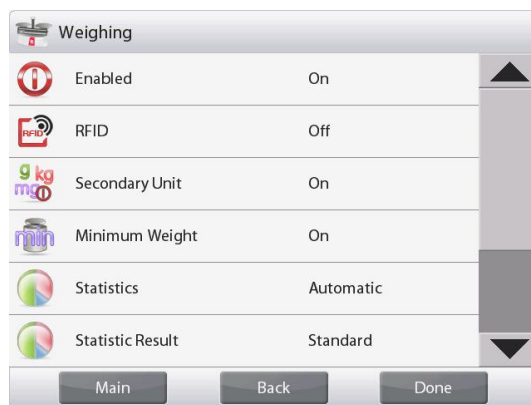 Weighing
Enabled On
RFID RFID Off
g kg
mg Secondary Unit On
min Minimum Weight On
Statistics Automatic
Statistic Result Standard
Main Back Done